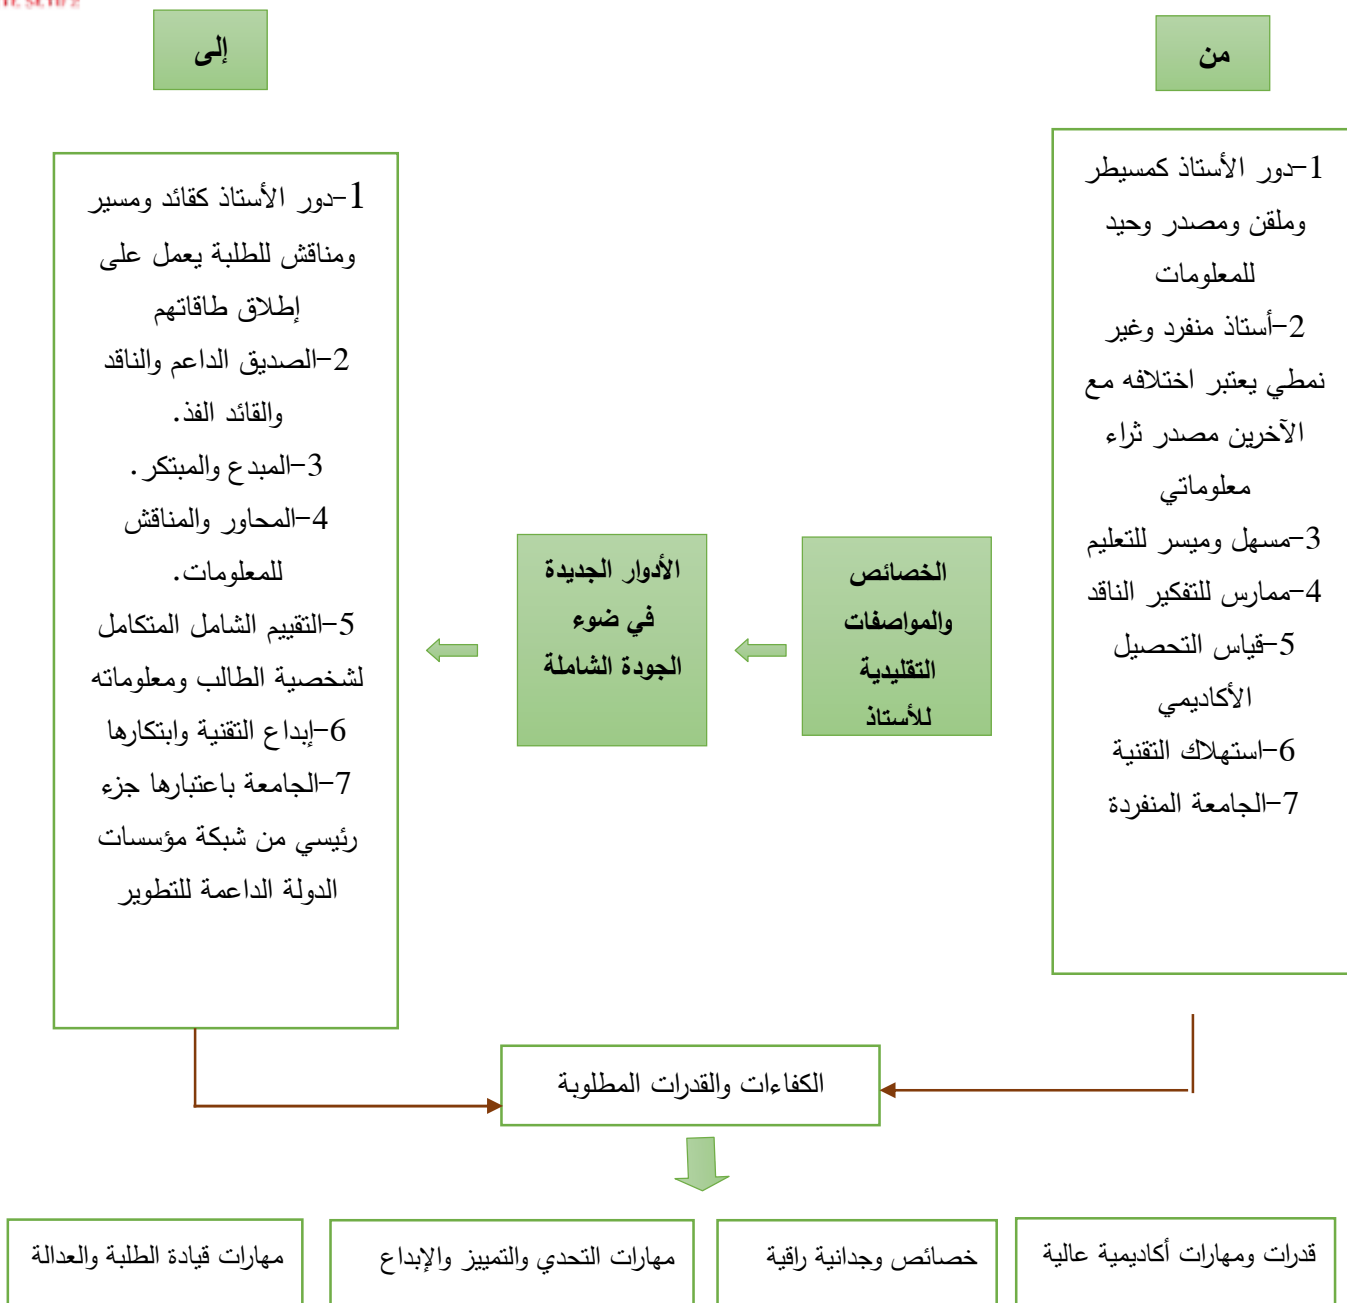 من
إلى
1-دور الأستاذ كمسيطر
وملقن ومصدر وحيد
للمعلومات
2-أستاذ منفرد وغير
نمطي يعتبر اختلافه مع
الآخرين مصدر ثراء
معلوماتي
3-مسهل وميسر للتعليم
4-ممارس للتفكير الناقد
5-قياس التحصيل
الأكاديمي
6-استهلاك التقنية
7-الجامعة المنفردة
الخصائص
والمواصفات
التقليدية
للأستاذ
الأدوار الجديدة
في ضوء
الجودة الشاملة
1-دور الأستاذ كقائد ومسير
ومناقش للطلبة يعمل على
إطلاق طاقاتهم
2-الصديق الداعم والناقد
والقائد الفذ.
3-المبدع والمبتكر.
4-المحاور والمناقش
للمعلومات.
5-التقييم الشامل المتكامل
لشخصية الطالب ومعلوماته
6-إبداع التقنية وابتكارها
7-الجامعة باعتبارها جزء
رئيسي من شبكة مؤسسات
الدولة الداعمة للتطوير
الكفاءات والقدرات المطلوبة
قدرات ومهارات أكاديمية عالية
خصائص وجدانية راقية
مهارات التحدي والتمييز والإبداع
مهارات قيادة الطلبة والعدالة